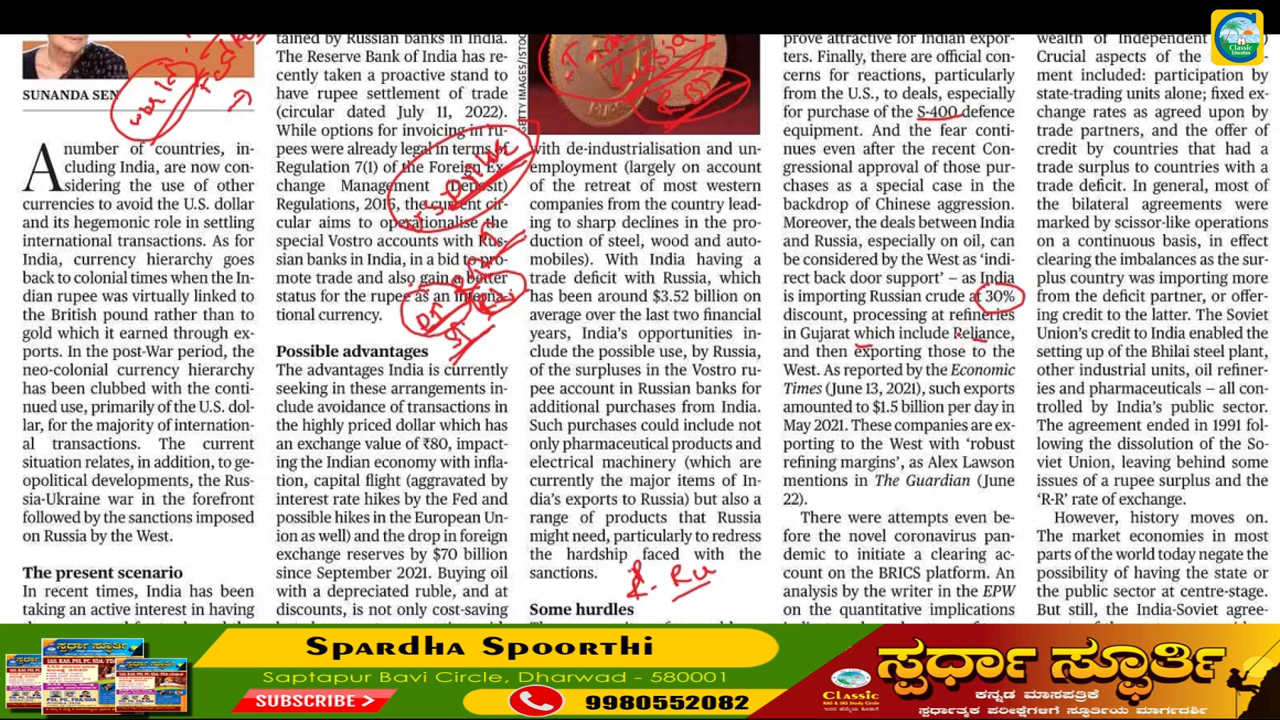 SUNANDA SEN
A number of countries, in-
cluding India, are now con-
sidering the use of other
currencies to avoid the U.S. dollar
and its hegemonic role in settling
international transactions. As for
India, currency hierarchy goes
back to colonial times when the In-
dian rupee was virtually linked to
the British pound rather than to
gold which it earned through ex-
ports. In the post-War period, the
neo-colonial currency hierarchy
has been clubbed with the conti-
nued use, primarily of the U.S. dol-
lar, for the majority of internation-
al transactions. The current
situation relates, in addition, to ge-
opolitical developments, the Rus-
sia-Ukraine war in the forefront
followed by the sanctions imposed
on Russia by the West.
The present scenario
In recent times, India has been
taking an active interest in having
tained by Russian banks in India.
The Reserve Bank of India has re-
cently taken a proactive stand to
have rupee settlement of trade
(circular dated July 11, 2022).
While options for invoicing in ru-
pees were already legal in terms of
Regulation 7(1) of the Foreign Ex-
change Management (Deposit)
Regulations, 2016, the current cir-
cular aims to operationalise the
special Vostro accounts with Rus-
sian banks in India, in a bid to pro-
mote trade and also gain a better
status for the rupee as an interna-
tional currency.
Possible advantages
The advantages India is currently
seeking in these arrangements in-
clude avoidance of transactions in
the highly priced dollar which has
an exchange value of ₹80, impact-
ing the Indian economy with infla-
tion, capital flight (aggravated by
interest rate hikes by the Fed and
possible hikes in the European Un-
ion as well) and the drop in foreign
exchange reserves by $70 billion
since September 2021. Buying oil
with a depreciated ruble, and at
discounts, is not only cost-saving
GETTY IMAGES/ISTOC
with de-industrialisation and un-
employment (largely on account
of the retreat of most western
companies from the country lead-
ing to sharp declines in the pro-
duction of steel, wood and auto-
mobiles). With India having a
trade deficit with Russia, which
has been around $3.52 billion on
average over the last two financial
years, India's opportunities in-
clude the possible use, by Russia,
of the surpluses in the Vostro ru-
pee account in Russian banks for
additional purchases from India.
Such purchases could include not
only pharmaceutical products and
electrical machinery (which are
currently the major items of In-
dia's exports to Russia) but also a
range of products that Russia
might need, particularly to redress
the hardship faced with the
sanctions.
Some hurdles
prove attractive for Indian expor-
ters. Finally, there are official con-
cerns for reactions, particularly
from the U.S., to deals, especially
for purchase of the S-400 defence
equipment. And the fear conti-
nues even after the recent Con-
gressional approval of those pur-
chases as a special case in the
backdrop of Chinese aggression.
Moreover, the deals between India
and Russia, especially on oil, can
be considered by the West as 'indi-
rect back door support' – as India
is importing Russian crude at 30%
discount, processing at refineries
in Gujarat which include Reliance,
and then exporting those to the
West. As reported by the Economic
Times (June 13, 2021), such exports
amounted to $1.5 billion per day in
May 2021. These companies are ex-
porting to the West with 'robust
refining margins', as Alex Lawson
mentions in The Guardian (June
22).
There were attempts even be-
fore the novel coronavirus pan-
demic to initiate a clearing ac-
count on the BRICS platform. An
analysis by the writer in the EPW
on the quantitative implications
wealth of Independent
Crucial aspects of the
ment included: participation by
state-trading units alone; fixed ex-
change rates as agreed upon by
trade partners, and the offer of
credit by countries that had a
trade surplus to countries with a
trade deficit. In general, most of
the bilateral agreements were
marked by scissor-like operations
on a continuous basis, in effect
clearing the imbalances as the sur-
plus country was importing more
from the deficit partner, or offer-
ing credit to the latter. The Soviet
Union's credit to India enabled the
setting up of the Bhilai steel plant,
other industrial units, oil refiner-
ies and pharmaceuticals – all con-
trolled by India's public sector.
The agreement ended in 1991 fol-
lowing the dissolution of the So-
viet Union, leaving behind some
issues of a rupee surplus and the
'R-R' rate of exchange.
However, history moves on.
The market economies in most
parts of the world today negate the
possibility of having the state or
the public sector at centre-stage.
But still, the India-Soviet agree-
Classic
Education
SPARDHA SPOORTHI
Saptapur Bavi Circle, Dharwad - 580001
SUBSCRIBE
9980552082
ಸ್ಪರ್ಧಾ ಸ್ಫೂರ್ತಿ
ಕನ್ನಡ ಮಾಸಪತ್ರಿಕೆ
ಸ್ಪರ್ಧಾತ್ಮಕ ಪರೀಕ್ಷೆಗಳಿಗೆ ಸ್ಫೂರ್ತಿಯ ಮಾರ್ಗದರ್ಶಿ
Classic
KAS & IAS Study Circle